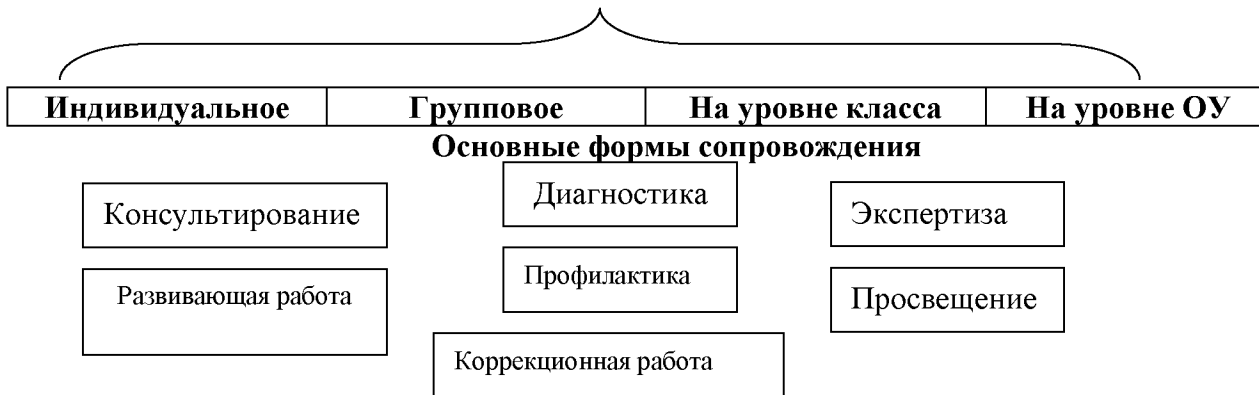 Индивидуальное Групповое На уровне класса На уровне ОУ
Основные формы сопровождения
Консультирование Диагностика Экспертиза
Развивающая работа Профилактика Просвещение
Коррекционная работа